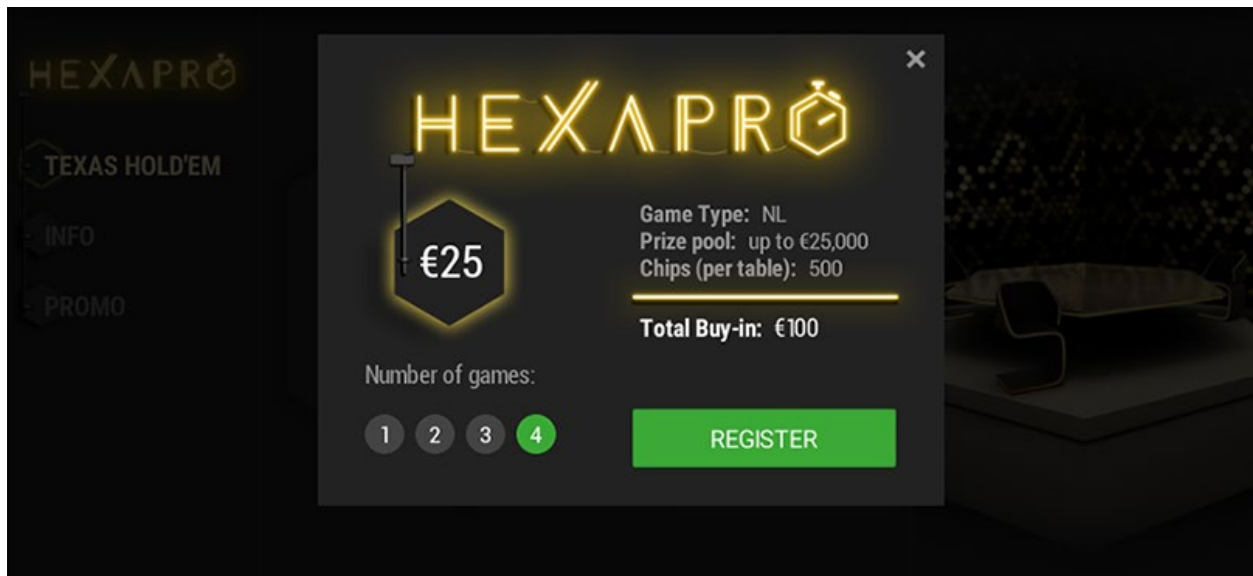 HEXAPRO
TEXAS HOLD'EM
INFO
PROMO
×
HEXAPRO
€25
Game Type: NL
Prize pool: up to €25,000
Chips (per table): 500
Total Buy-in: €100
Number of games:
1 2 3 4
REGISTER